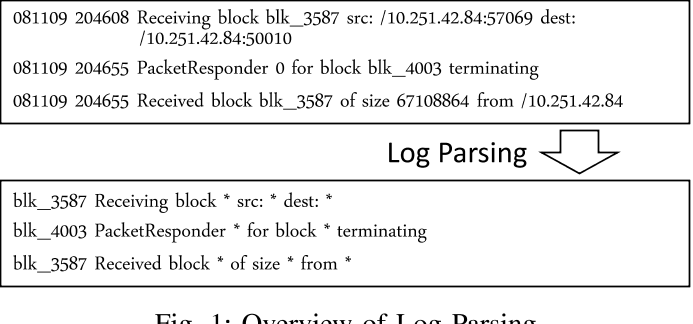 081109 204608 Receiving block blk_3587 src: /10.251.42.84:57069 dest:
/10.251.42.84:50010
081109 204655 PacketResponder 0 for block blk_4003 terminating
081109 204655 Received block blk_3587 of size 67108864 from /10.251.42.84
Log Parsing
blk_3587 Receiving block * src: * dest: *
blk_4003 PacketResponder * for block * terminating
blk_3587 Received block * of size * from *
Fig. 1: Overview of Log Parsing